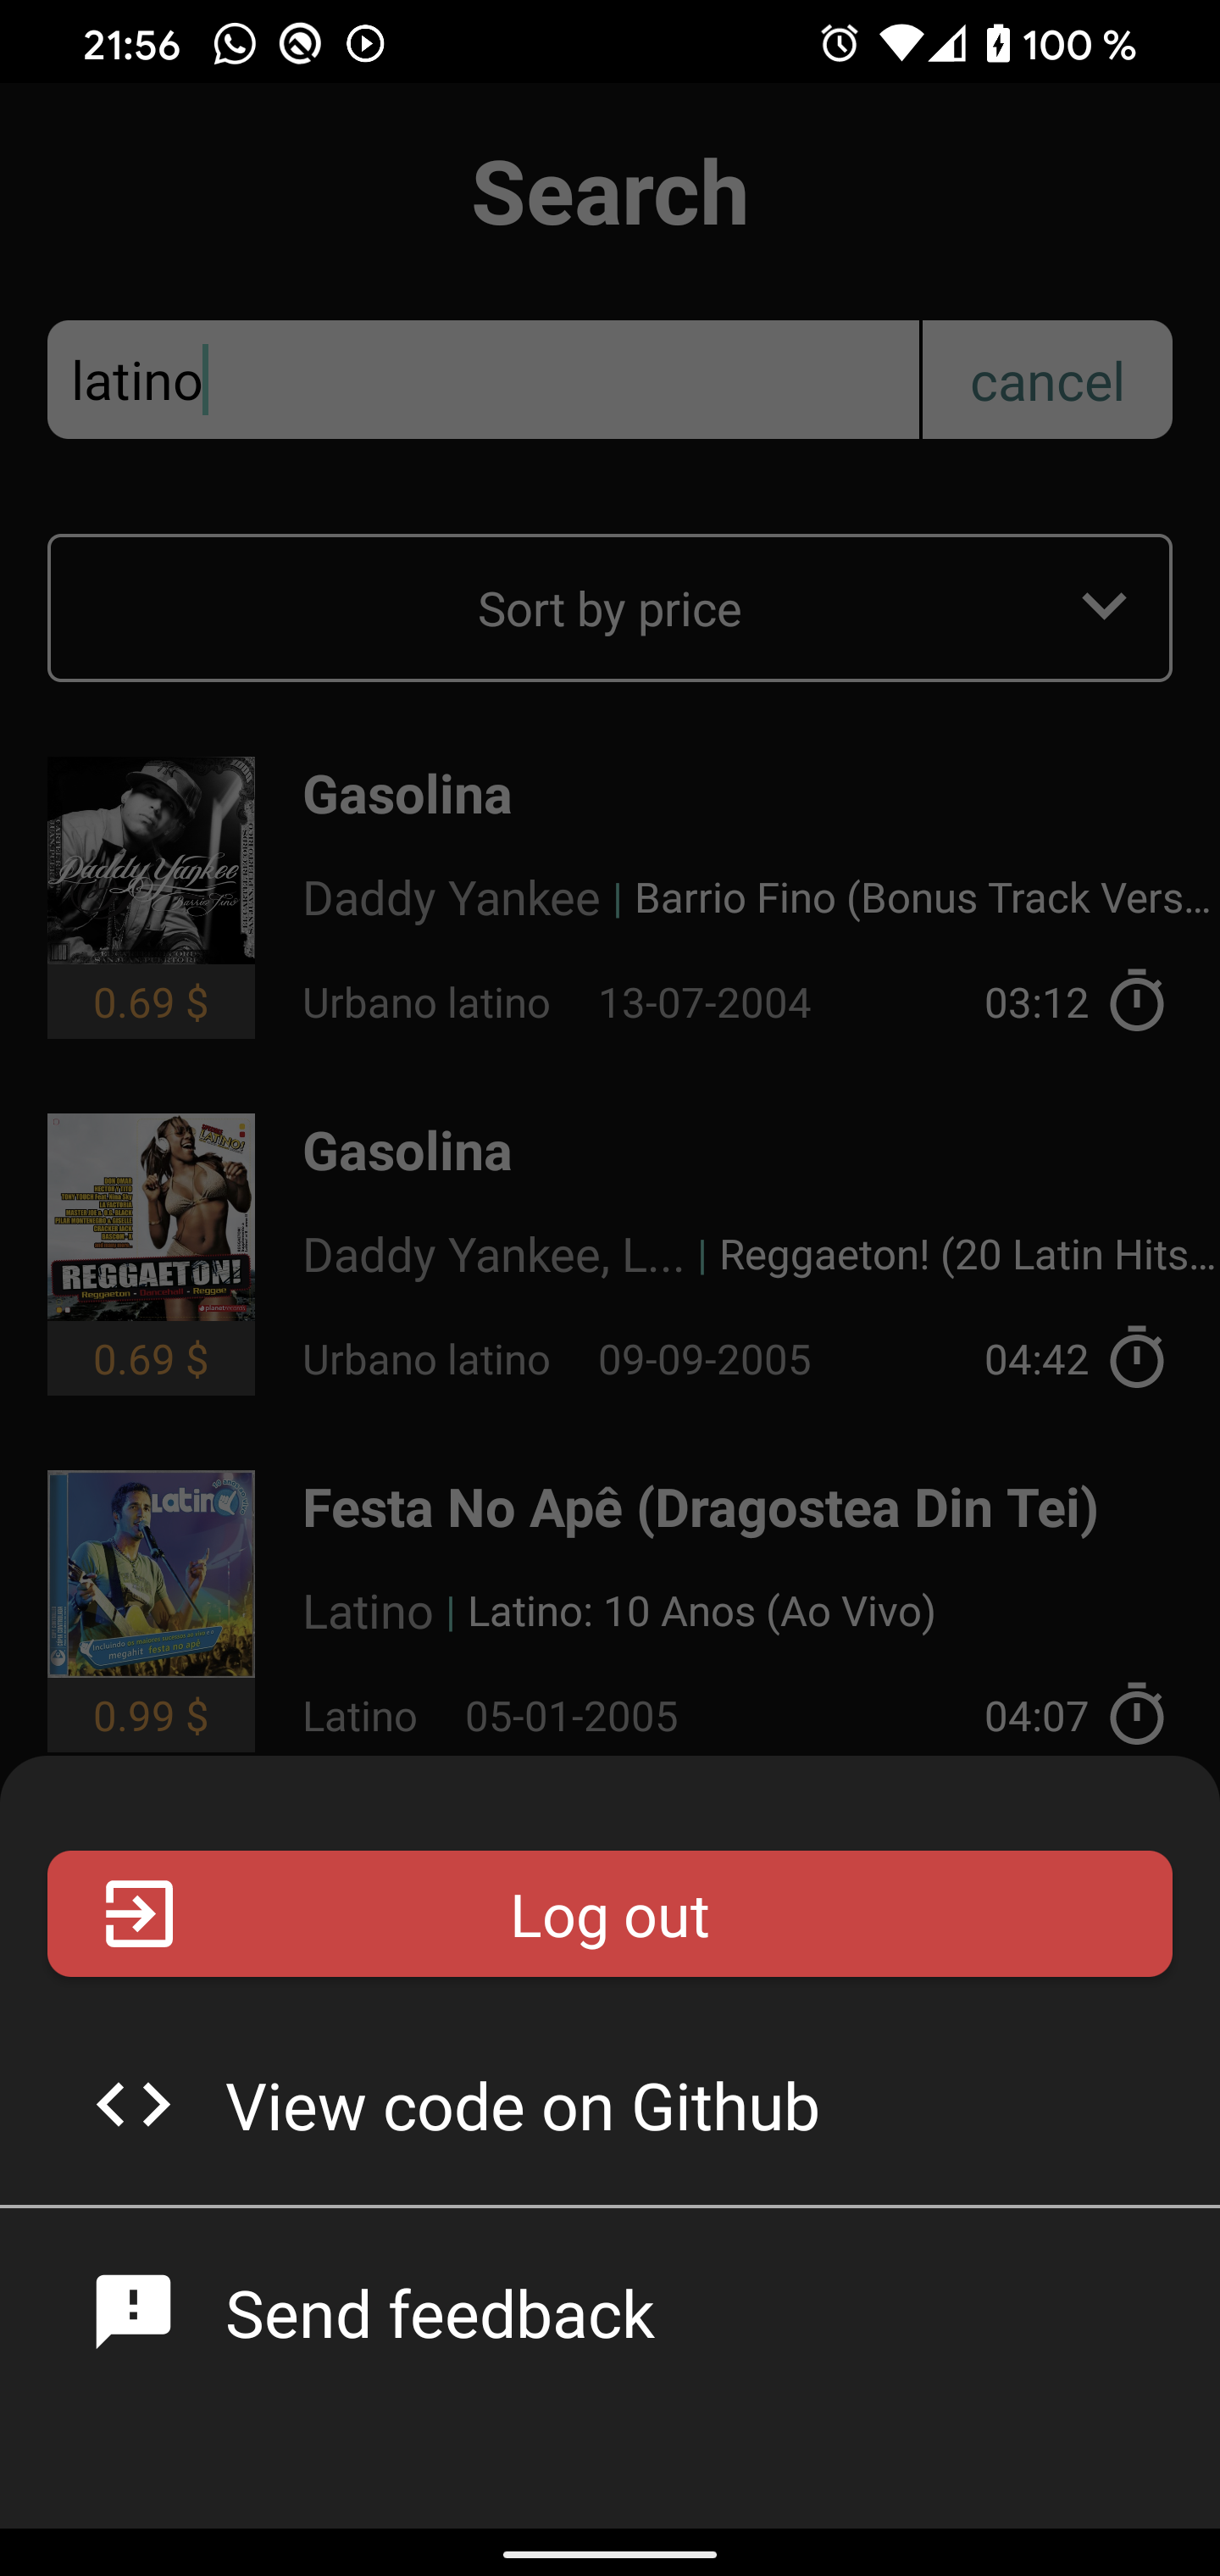 21:56 100 %
Search
latino cancel
Sort by price
Gasolina
Daddy Yankee
Barrio Fino
Daddy Yankee | Barrio Fino (Bonus Track Vers...
0.69 $ Urbano latino 13-07-2004 03:12
Gasolina
LATINO!
REGGAETON!
Reggaeton - Dancehall - Reggae
Daddy Yankee, L... | Reggaeton! (20 Latin Hits...
0.69 $ Urbano latino 09-09-2005 04:42
Festa No Apê (Dragostea Din Tei)
Latino
megahit festa no apê
Latino | Latino: 10 Anos (Ao Vivo)
0.99 $ Latino 05-01-2005 04:07
Log out
View code on Github
Send feedback